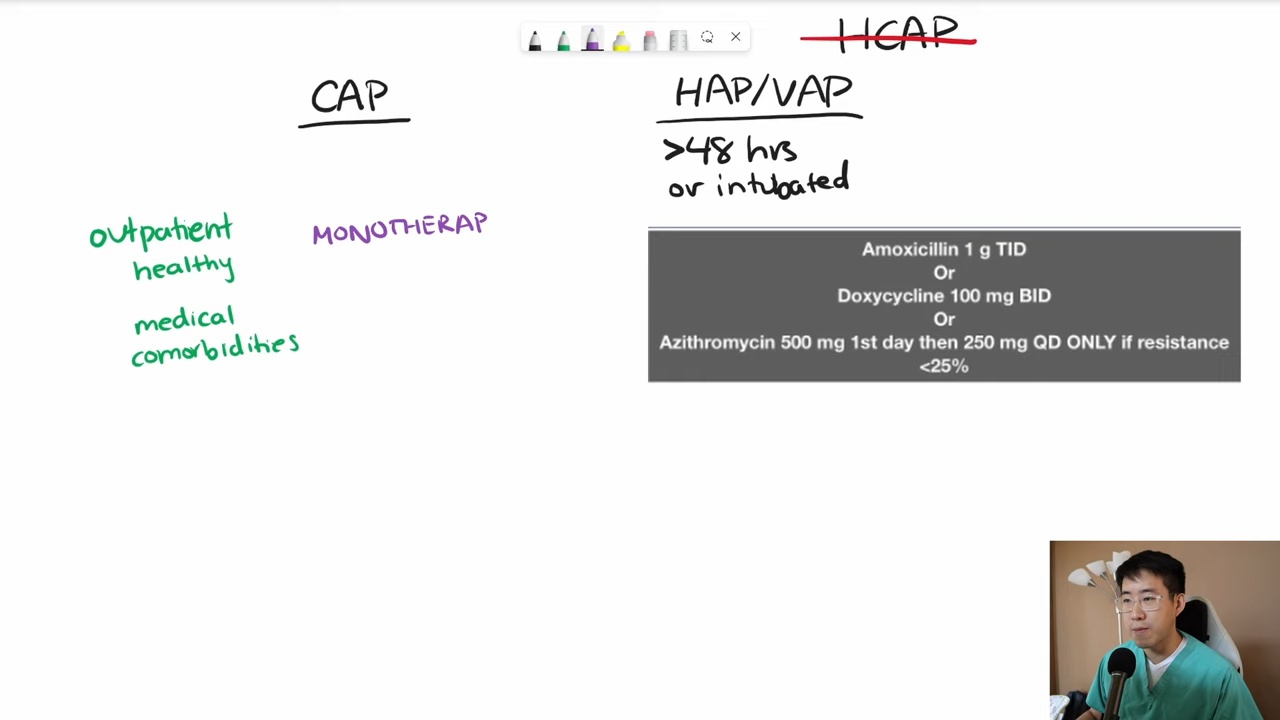 HCAP
CAP
HAP/VAP
>48 hrs
or intubated
outpatient
healthy
medical
comorbidities
MONOTHERAP
Amoxicillin 1 g TID
Or
Doxycycline 100 mg BID
Or
Azithromycin 500 mg 1st day then 250 mg QD ONLY if resistance
<25%